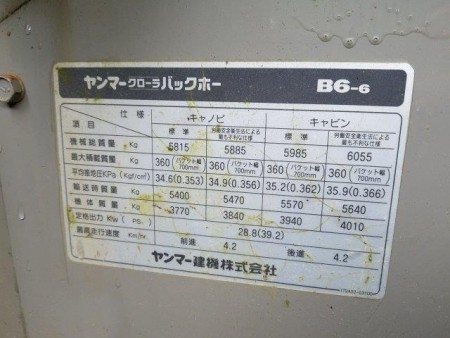 ヤンマークローラバックホー B6-6
仕様 キャノピ キャビン
項目 標準 労働安全衛生法による最も不利な仕様 標準 労働安全衛生法による最も不利な仕様
機械総質量 Kg 5815 5885 5985 6055
最大積載質量 Kg 360(バケット幅700mm) 360(バケット幅700mm) 360(バケット幅700mm) 360(バケット幅700mm)
平均接地圧KPa(Kgf/cm²) 34.6(0.353) 34.9(0.356) 35.2(0.362) 35.9(0.366)
輸送時質量 Kg 5400 5470 5570 5640
機体質量 Kg 3770 3840 3940 4010
定格出力 KW (PS) 28.8(39.2)
最高走行速度 Km/h 前進 4.2 後進 4.2
ヤンマー建機株式会社